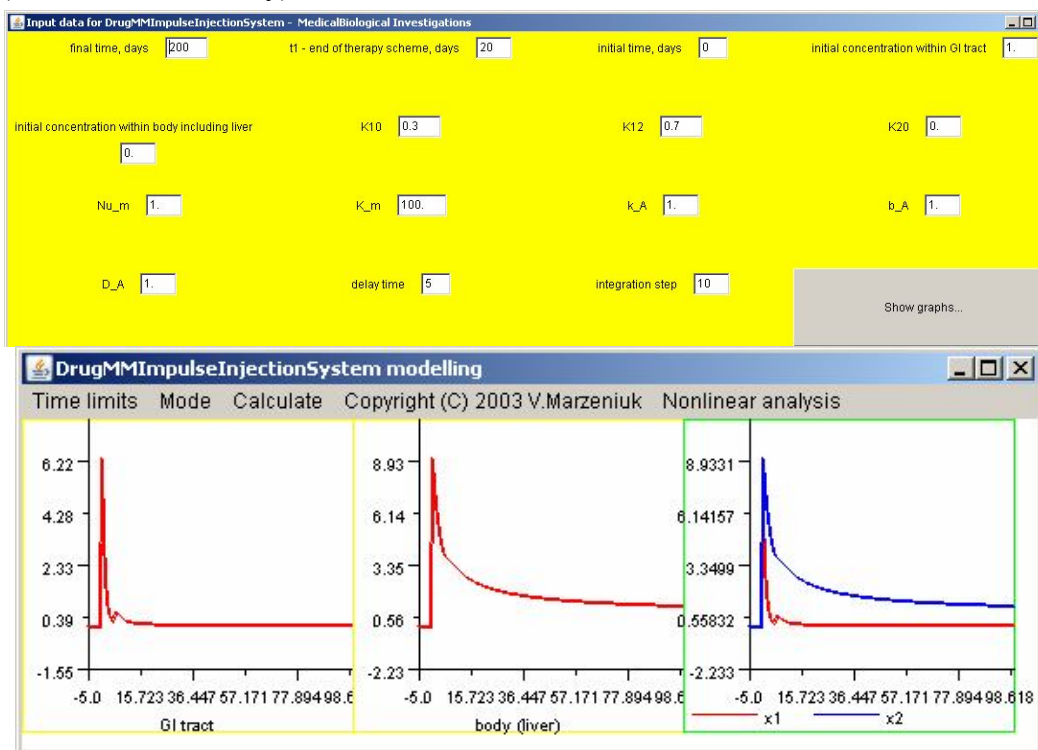 Input data for DrugMMImpulseInjectionSystem - MedicalBiological Investigations
final time, days 200 t1 - end of therapy scheme, days 20 initial time, days 0 initial concentration within GI tract 1.
initial concentration within body including liver 0. K10 0.3 K12 0.7 K20 0.
Nu_m 1. K_m 100. k_A 1. b_A 1.
D_A 1. delay time 5 integration step 10 Show graphs...
DrugMMImpulseInjectionSystem modelling
Time limits Mode Calculate Copyright (C) 2003 V.Marzeniuk Nonlinear analysis
6.22 8.93 8.9331
4.28 6.14 6.14157
2.33 3.35 3.3499
0.39 0.56 0.55832
-1.55 -2.23 -2.233
-5.0 15.723 36.447 57.171 77.894 98.6 -5.0 15.723 36.447 57.171 77.894 98.6 -5.0 15.723 36.447 57.171 77.894 98.618
GI tract body (liver) x1 x2